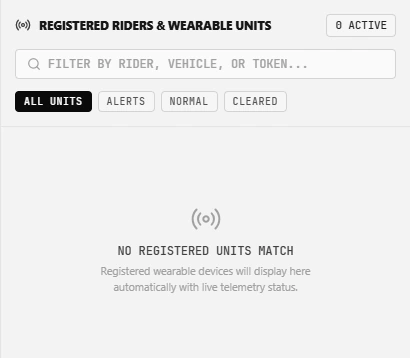 REGISTERED RIDERS & WEARABLE UNITS
0 ACTIVE
FILTER BY RIDER, VEHICLE, OR TOKEN...
ALL UNITS
ALERTS
NORMAL
CLEARED
NO REGISTERED UNITS MATCH
Registered wearable devices will display here
automatically with live telemetry status.